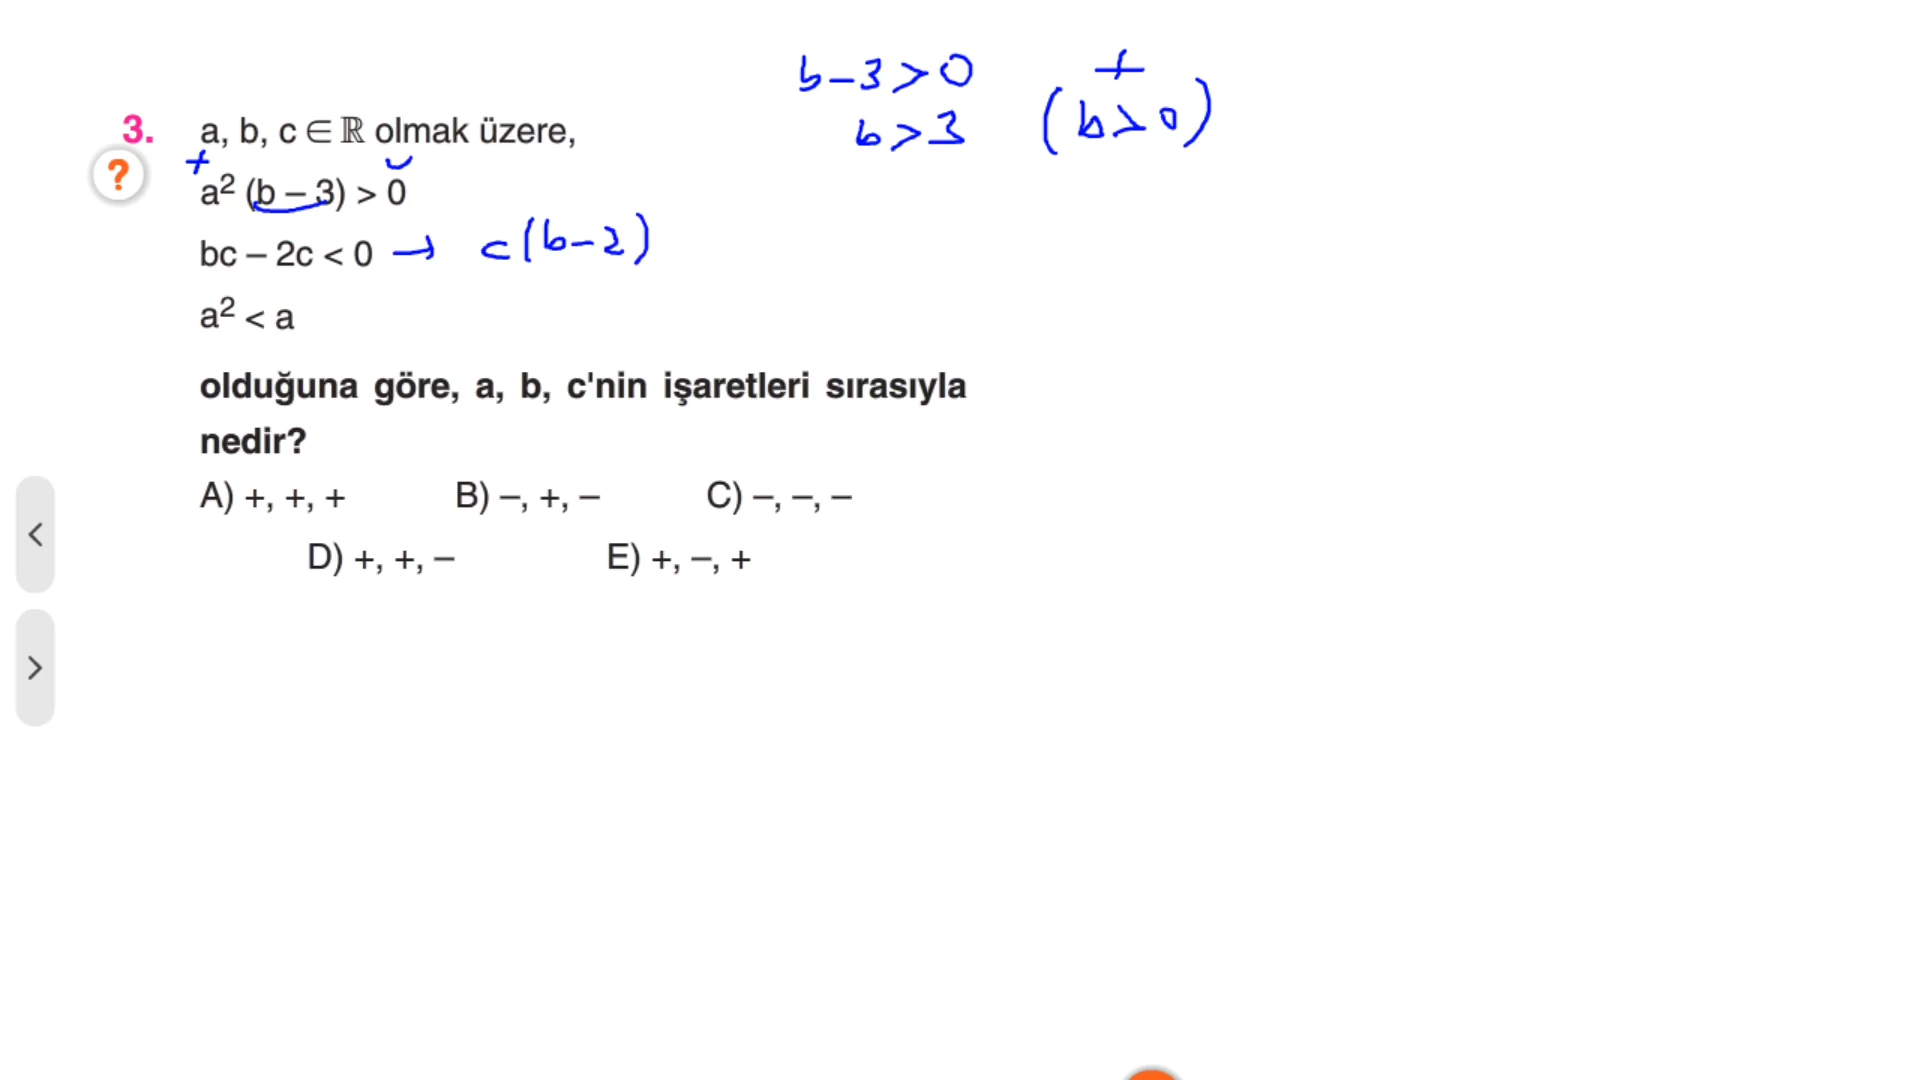 b-3>0
b>3
+
(b>0)
3. a, b, c ∈ ℝ olmak üzere,
+
? a² (b – 3) > 0
bc – 2c < 0 → c(b-2)
a² < a
olduğuna göre, a, b, c'nin işaretleri sırasıyla
nedir?
A) +, +, + B) –, +, – C) –, –, –
D) +, +, – E) +, –, +
<
>